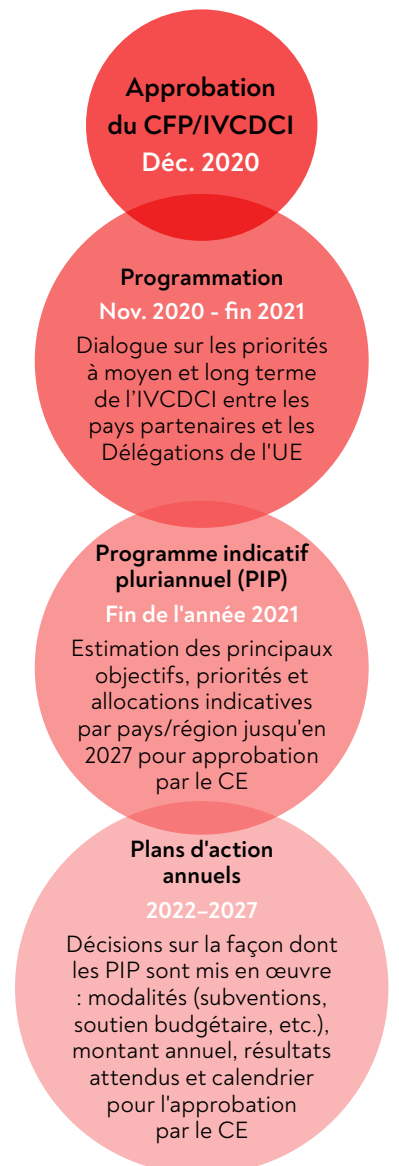 Approbation
du CFP/IVCDCI
Déc. 2020
Programmation
Nov. 2020 - fin 2021
Dialogue sur les priorités
à moyen et long terme
de l'IVCDCI entre les
pays partenaires et les
Délégations de l'UE
Programme indicatif
pluriannuel (PIP)
Fin de l'année 2021
Estimation des principaux
objectifs, priorités et
allocations indicatives
par pays/région jusqu'en
2027 pour approbation
par le CE
Plans d'action
annuels
2022–2027
Décisions sur la façon dont
les PIP sont mis en œuvre
: modalités (subventions,
soutien budgétaire, etc.),
montant annuel, résultats
attendus et calendrier
pour l'approbation
par le CE